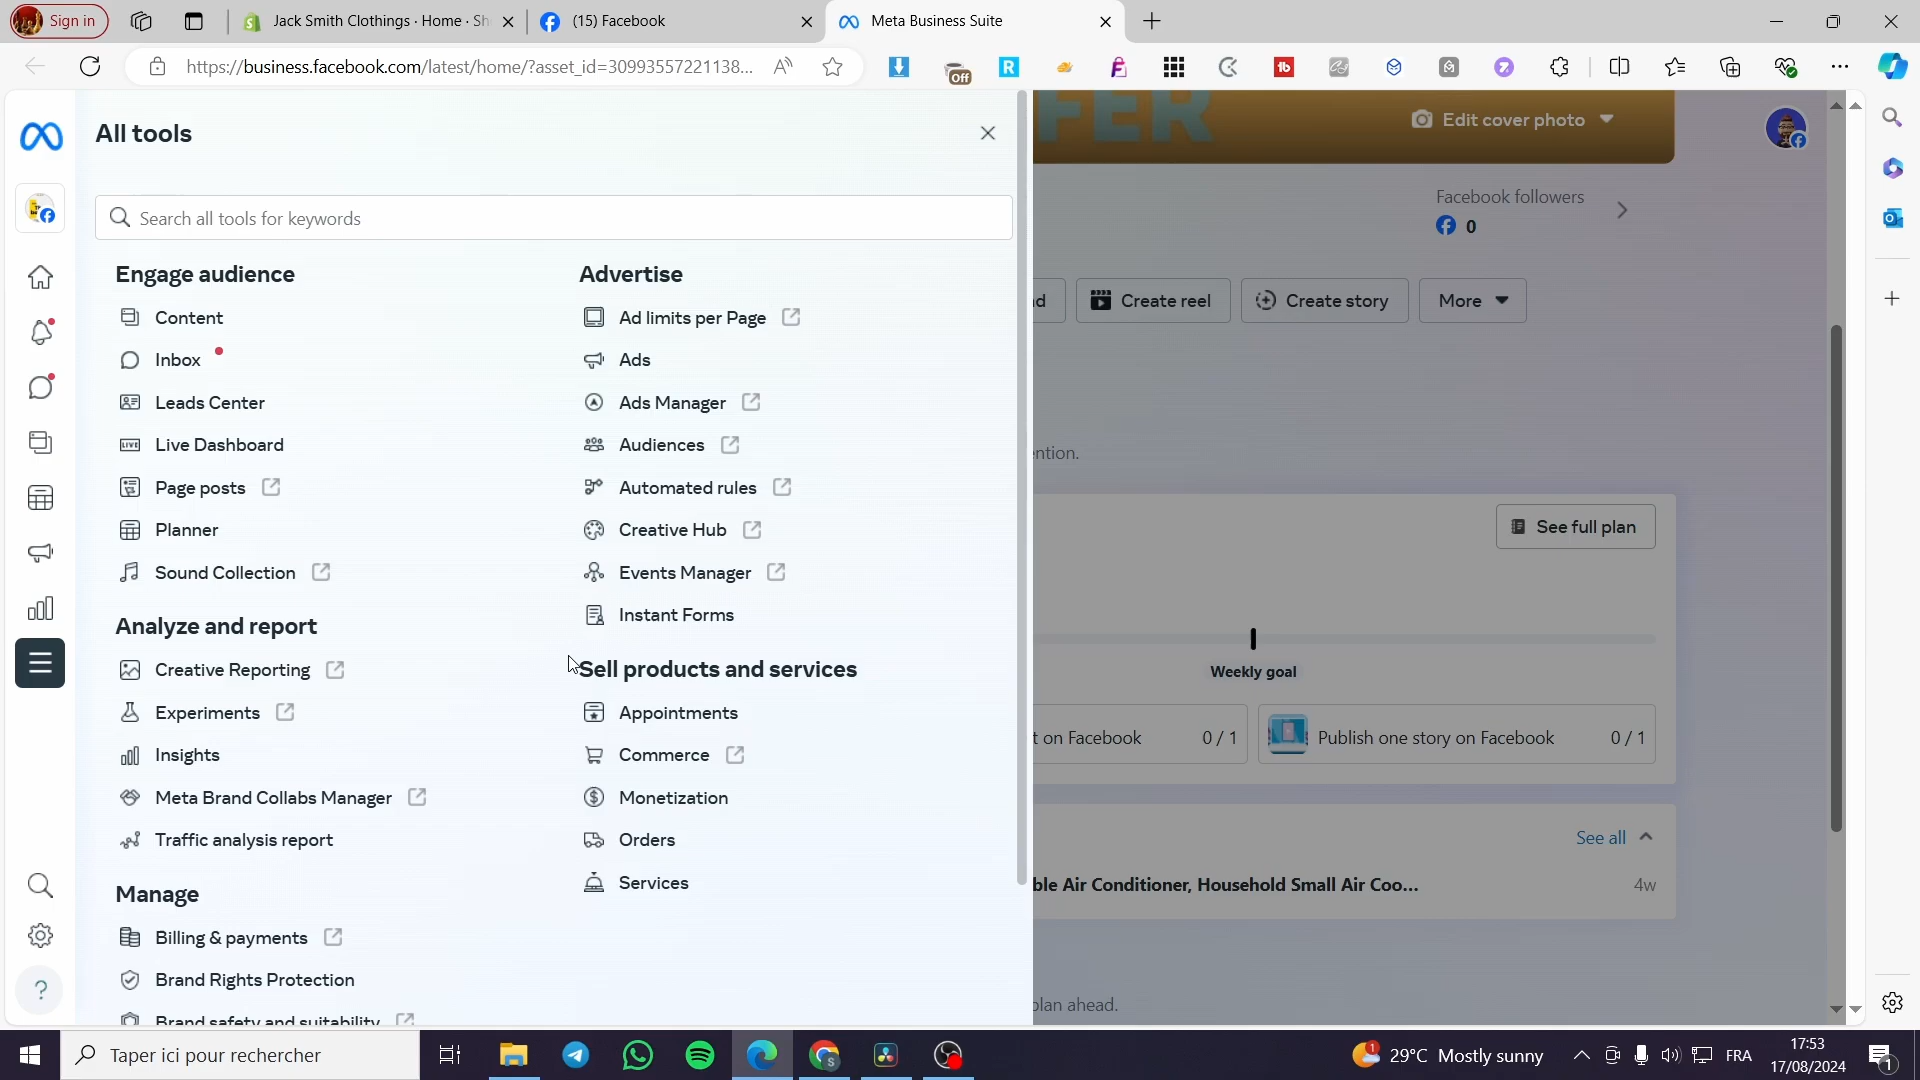 Sign in
Jack Smith Clothings · Home · Sh
(15) Facebook
Meta Business Suite
https://business.facebook.com/latest/home/?asset_id=30993557221138...
Off
All tools
Search all tools for keywords
Engage audience
Content
Inbox
Leads Center
Live Dashboard
Page posts
Planner
Sound Collection
Analyze and report
Creative Reporting
Experiments
Insights
Meta Brand Collabs Manager
Traffic analysis report
Manage
Billing & payments
Brand Rights Protection
Brand safety and suitability
Advertise
Ad limits per Page
Ads
Ads Manager
Audiences
Automated rules
Creative Hub
Events Manager
Instant Forms
Sell products and services
Appointments
Commerce
Monetization
Orders
Services
FER
Edit cover photo
Facebook followers
0
d
Create reel
Create story
More
ention.
See full plan
Weekly goal
t on Facebook 0 / 1
Publish one story on Facebook 0 / 1
See all
ble Air Conditioner, Household Small Air Coo...
4w
plan ahead.
Taper ici pour rechercher
29°C Mostly sunny
FRA
17:53
17/08/2024
1